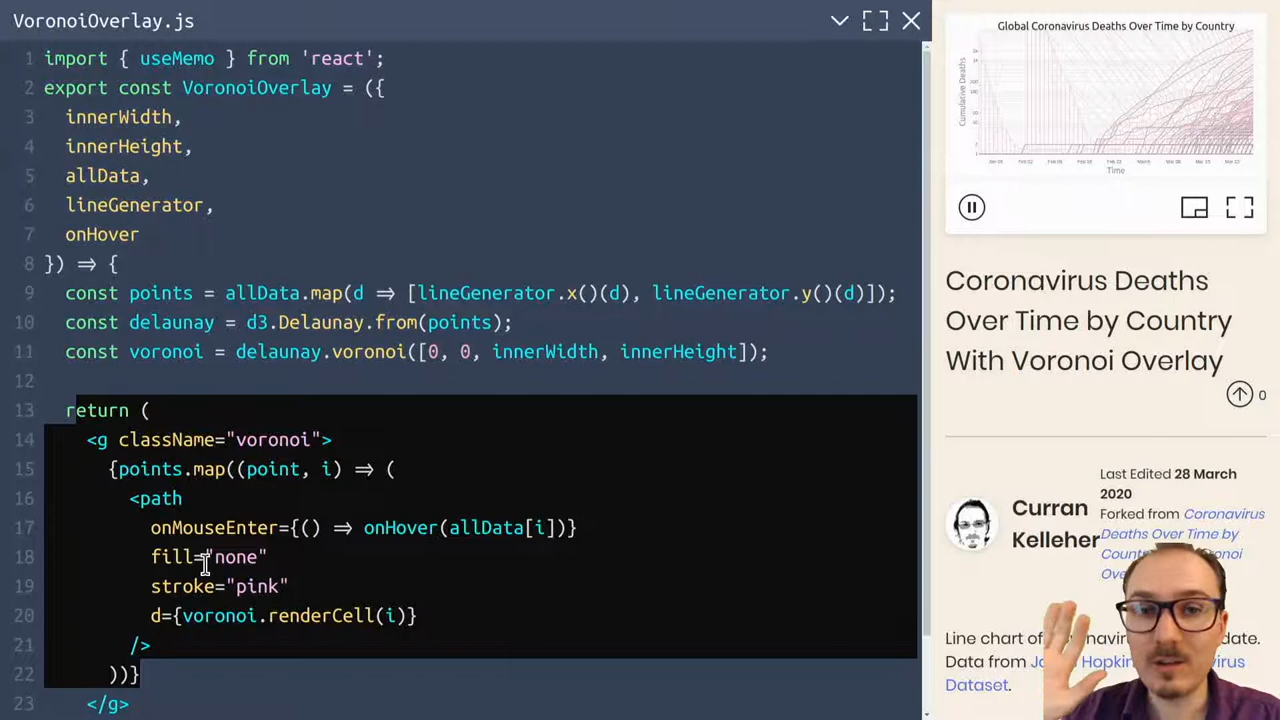 VoronoiOverlay.js
1 import { useMemo } from 'react';
2 export const VoronoiOverlay = ({
3 innerWidth,
4 innerHeight,
5 allData,
6 lineGenerator,
7 onHover
8 }) => {
9 const points = allData.map(d => [lineGenerator.x()(d), lineGenerator.y()(d)]);
10 const delaunay = d3.Delaunay.from(points);
11 const voronoi = delaunay.voronoi([0, 0, innerWidth, innerHeight]);
12
13 return (
14 <g className="voronoi">
15 {points.map((point, i) => (
16 <path
17 onMouseEnter={() => onHover(allData[i])}
18 fill="none"
19 stroke="pink"
20 d={voronoi.renderCell(i)}
21 />
22 ))}
23 </g>
Global Coronavirus Deaths Over Time by Country
Cumulative Deaths
Time
Coronavirus Deaths
Over Time by Country
With Voronoi Overlay
0
Curran
Kelleher
Last Edited 28 March
2020
Forked from Coronavirus
Deaths Over Time by
Line chart of date.
Data from
Dataset.